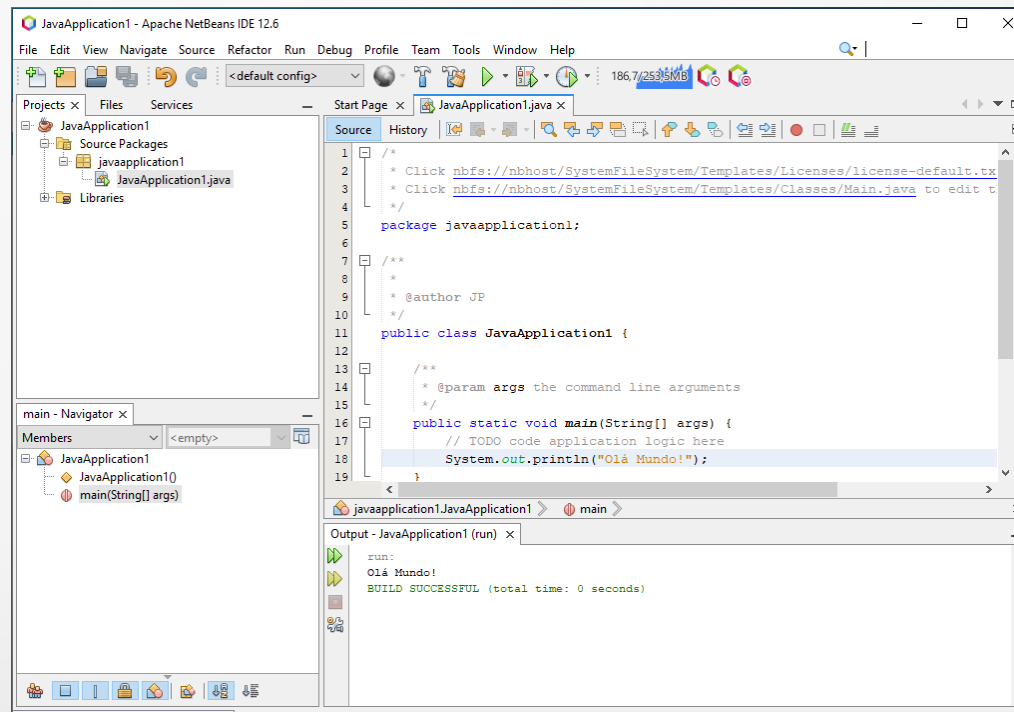 JavaApplication1 - Apache NetBeans IDE 12.6
File Edit View Navigate Source Refactor Run Debug Profile Team Tools Window Help
<default config>
186,7/253,5MB
Projects Files Services
JavaApplication1
Source Packages
javaapplication1
JavaApplication1.java
Libraries
Start Page JavaApplication1.java
Source History
1 /*
2 * Click nbfs://nbhost/SystemFileSystem/Templates/Licenses/license-default.tx
3 * Click nbfs://nbhost/SystemFileSystem/Templates/Classes/Main.java to edit t
4 */
5 package javaapplication1;
6
7 /**
8 *
9 * @author JP
10 */
11 public class JavaApplication1 {
12
13 /**
14 * @param args the command line arguments
15 */
16 public static void main(String[] args) {
17 // TODO code application logic here
18 System.out.println("Olá Mundo!");
19 }
javaapplication1.JavaApplication1 main
main - Navigator
Members <empty>
JavaApplication1
JavaApplication1()
main(String[] args)
Output - JavaApplication1 (run)
run:
Olá Mundo!
BUILD SUCCESSFUL (total time: 0 seconds)